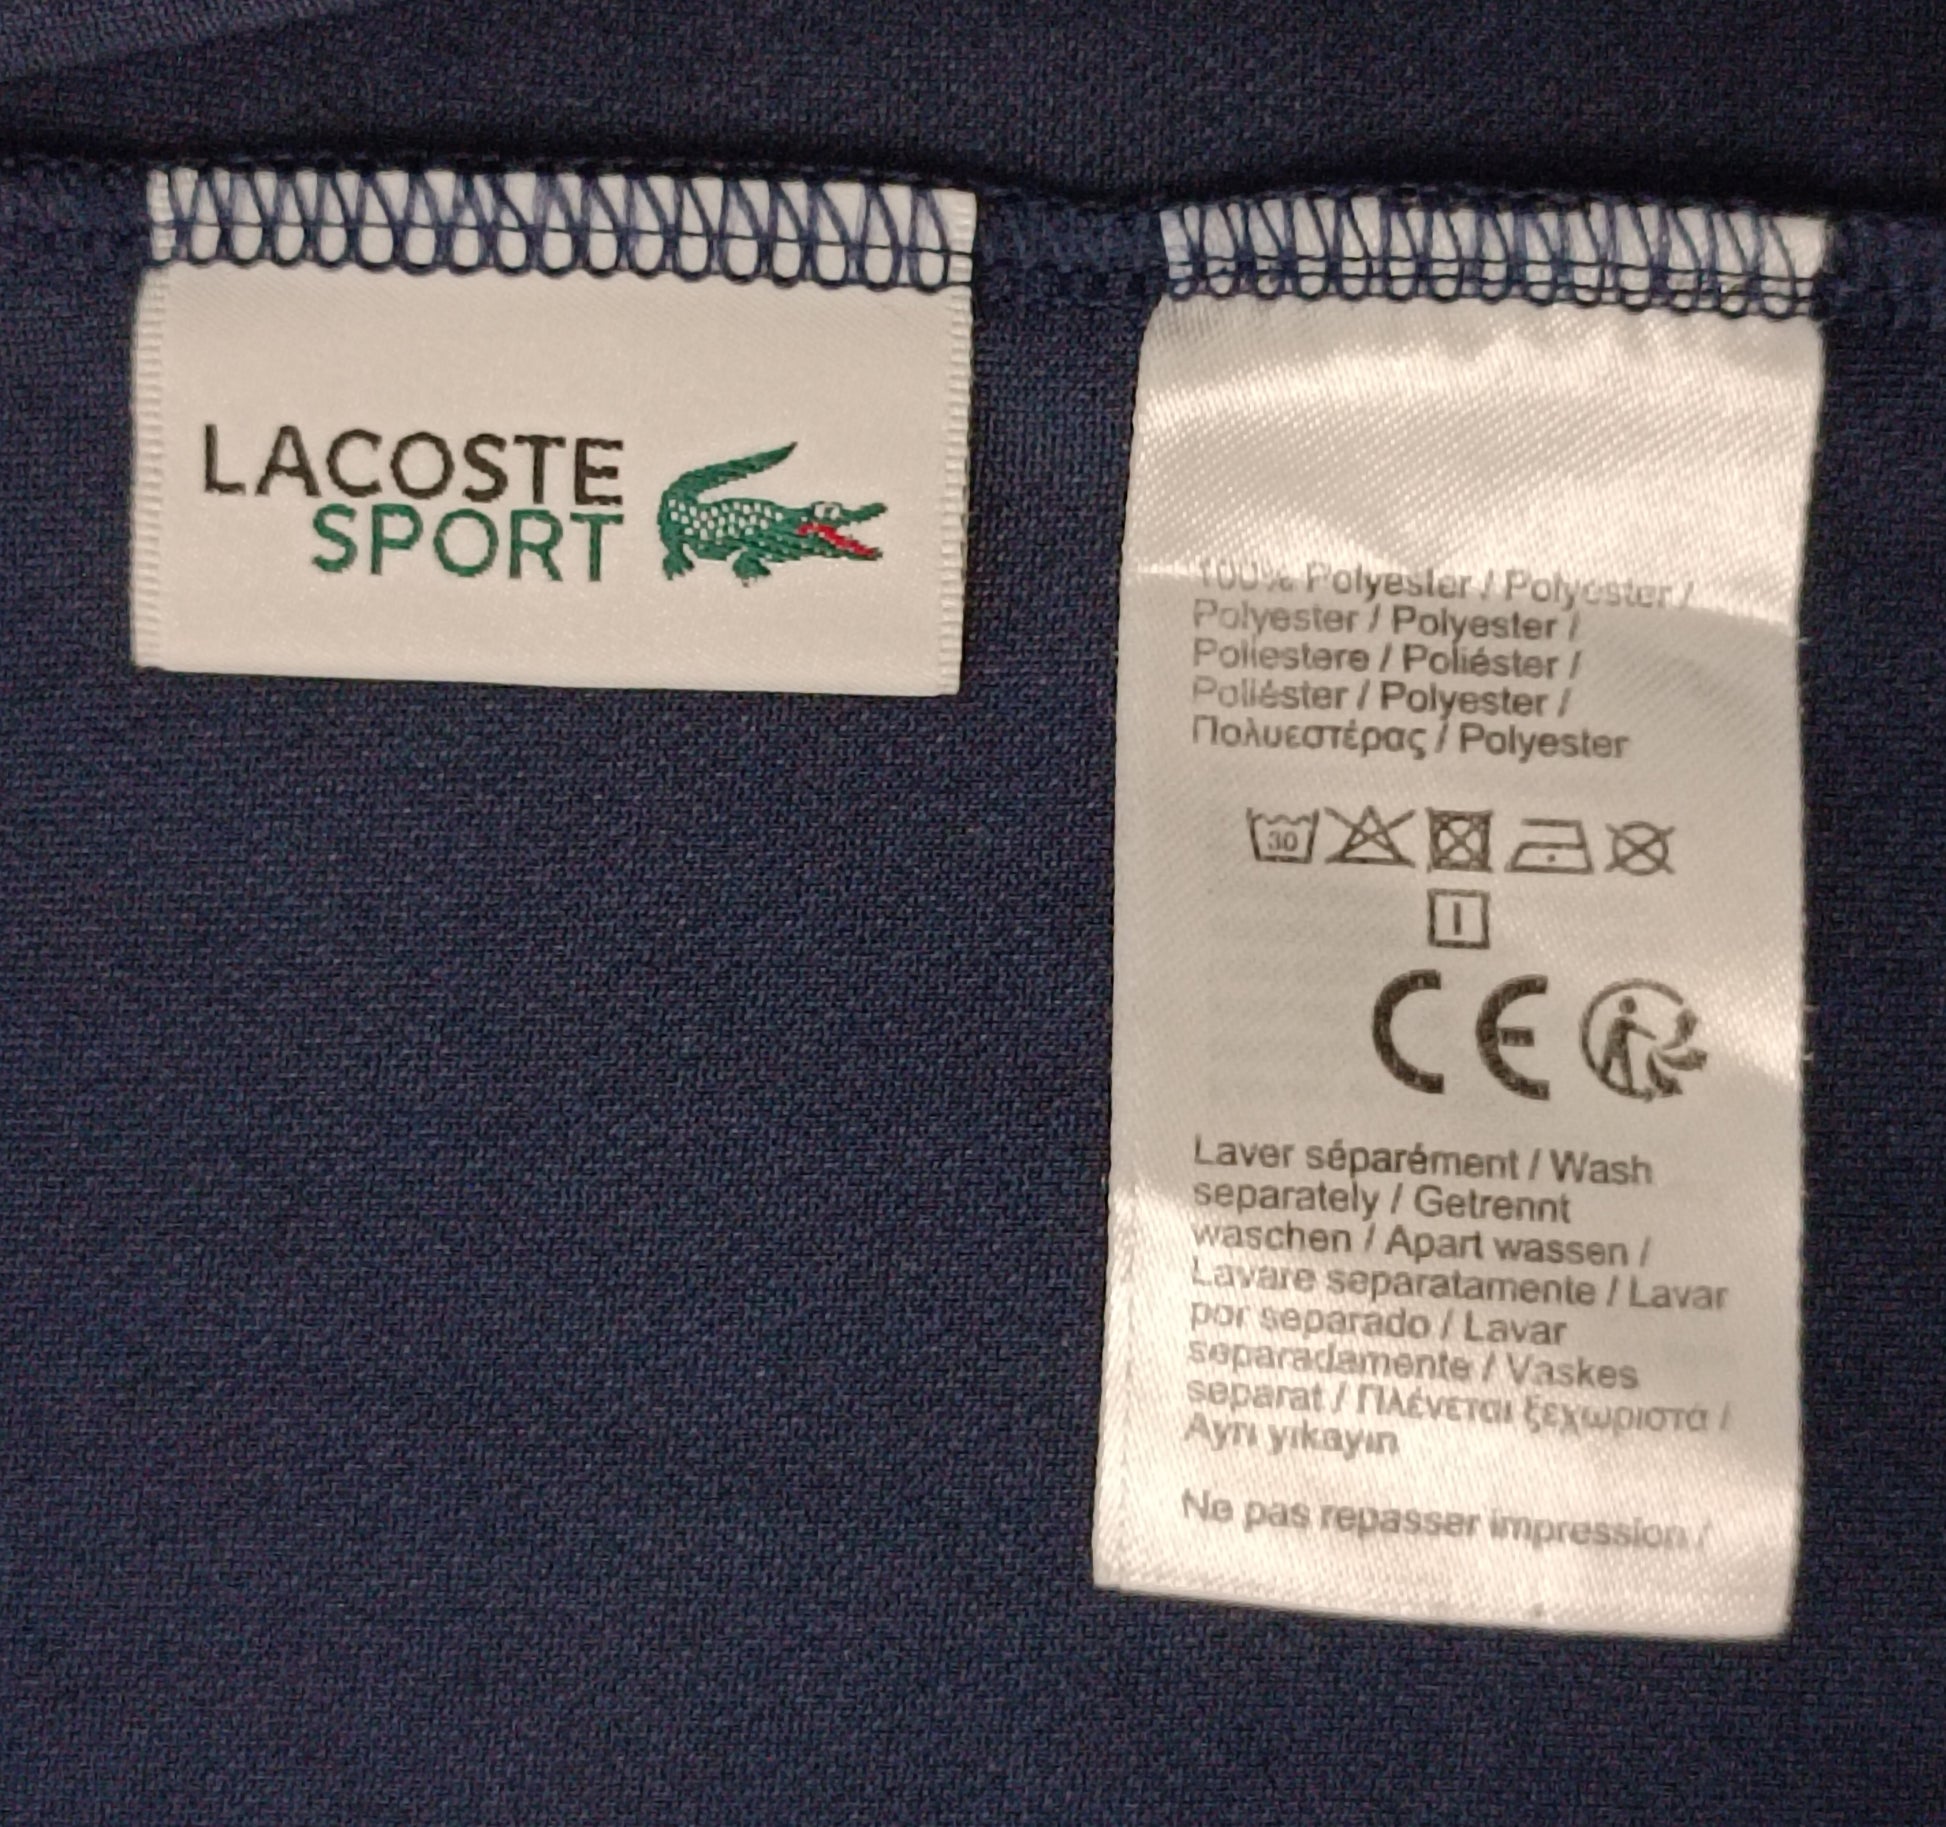 LACOSTE
SPORT
100% Polyester / Polyester /
Polyester / Polyester /
Poliestere / Poliéster /
Poliéster / Polyester /
Πολυεστέρας / Polyester
30
CE
Laver séparément / Wash
separately / Getrennt
waschen / Apart wassen /
Lavare separatamente / Lavar
por separado / Lavar
separadamente / Vaskes
separat / Πλένεται ξεχωριστά /
Ayrı yıkayın
Ne pas repasser impression /